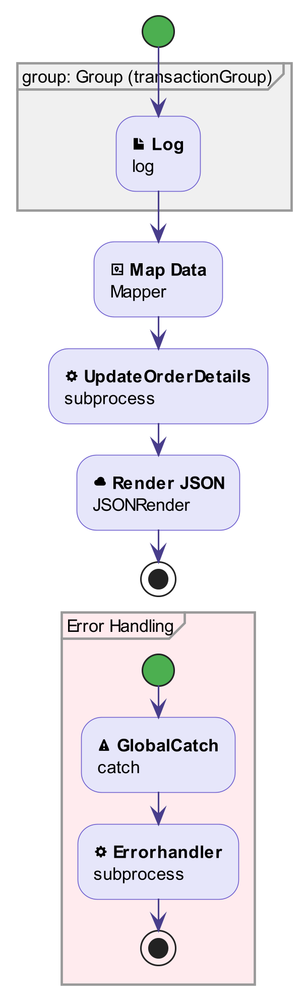 group: Group (transactionGroup)
Log
log
Map Data
Mapper
UpdateOrderDetails
subprocess
Render JSON
JSONRender
Error Handling
GlobalCatch
catch
Errorhandler
subprocess